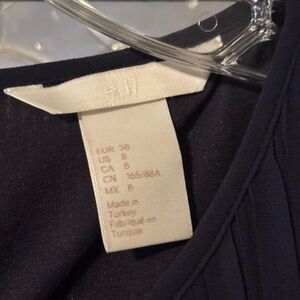 H&M
EUR 38
US 8
CA 8
CN 165/88A
MX 8
Made in
Turkey
Fabriqué en
Turquie